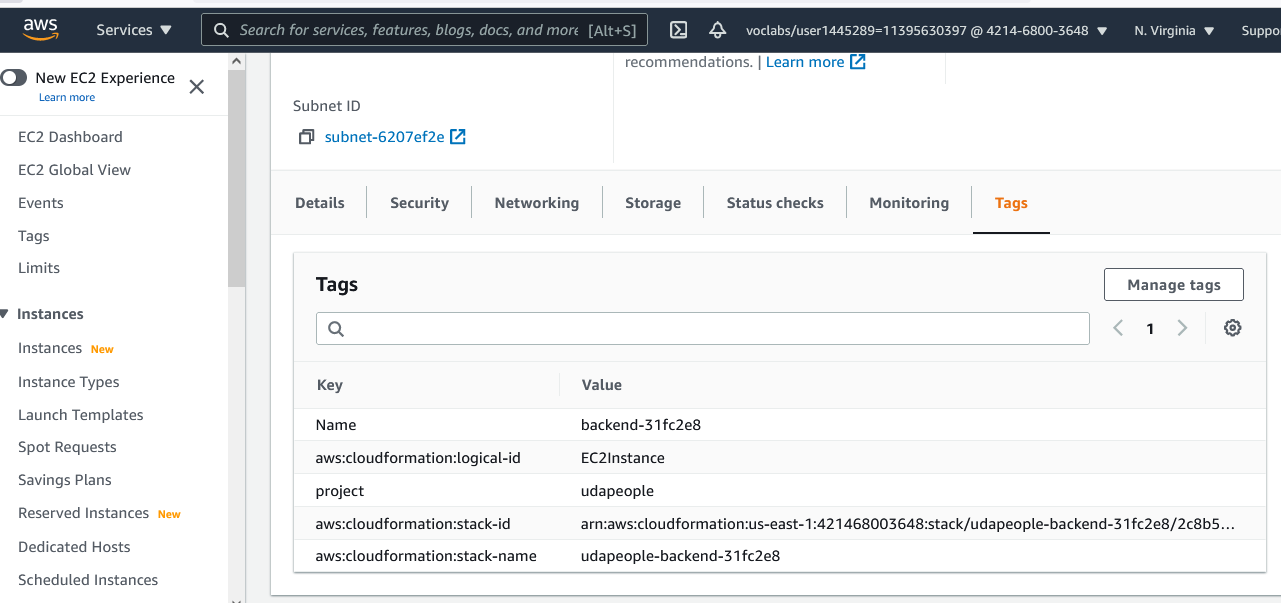 aws
Services ▼
Search for services, features, blogs, docs, and more [Alt+S]
voclabs/user1445289=11395630397 @ 4214-6800-3648 ▼
N. Virginia ▼
Suppo
New EC2 Experience
Learn more
EC2 Dashboard
EC2 Global View
Events
Tags
Limits
Instances
Instances New
Instance Types
Launch Templates
Spot Requests
Savings Plans
Reserved Instances New
Dedicated Hosts
Scheduled Instances
recommendations. | Learn more
Subnet ID
subnet-6207ef2e
Details
Security
Networking
Storage
Status checks
Monitoring
Tags
Tags
Manage tags
1
Key Value
Name backend-31fc2e8
aws:cloudformation:logical-id EC2Instance
project udapeople
aws:cloudformation:stack-id arn:aws:cloudformation:us-east-1:421468003648:stack/udapeople-backend-31fc2e8/2c8b5...
aws:cloudformation:stack-name udapeople-backend-31fc2e8